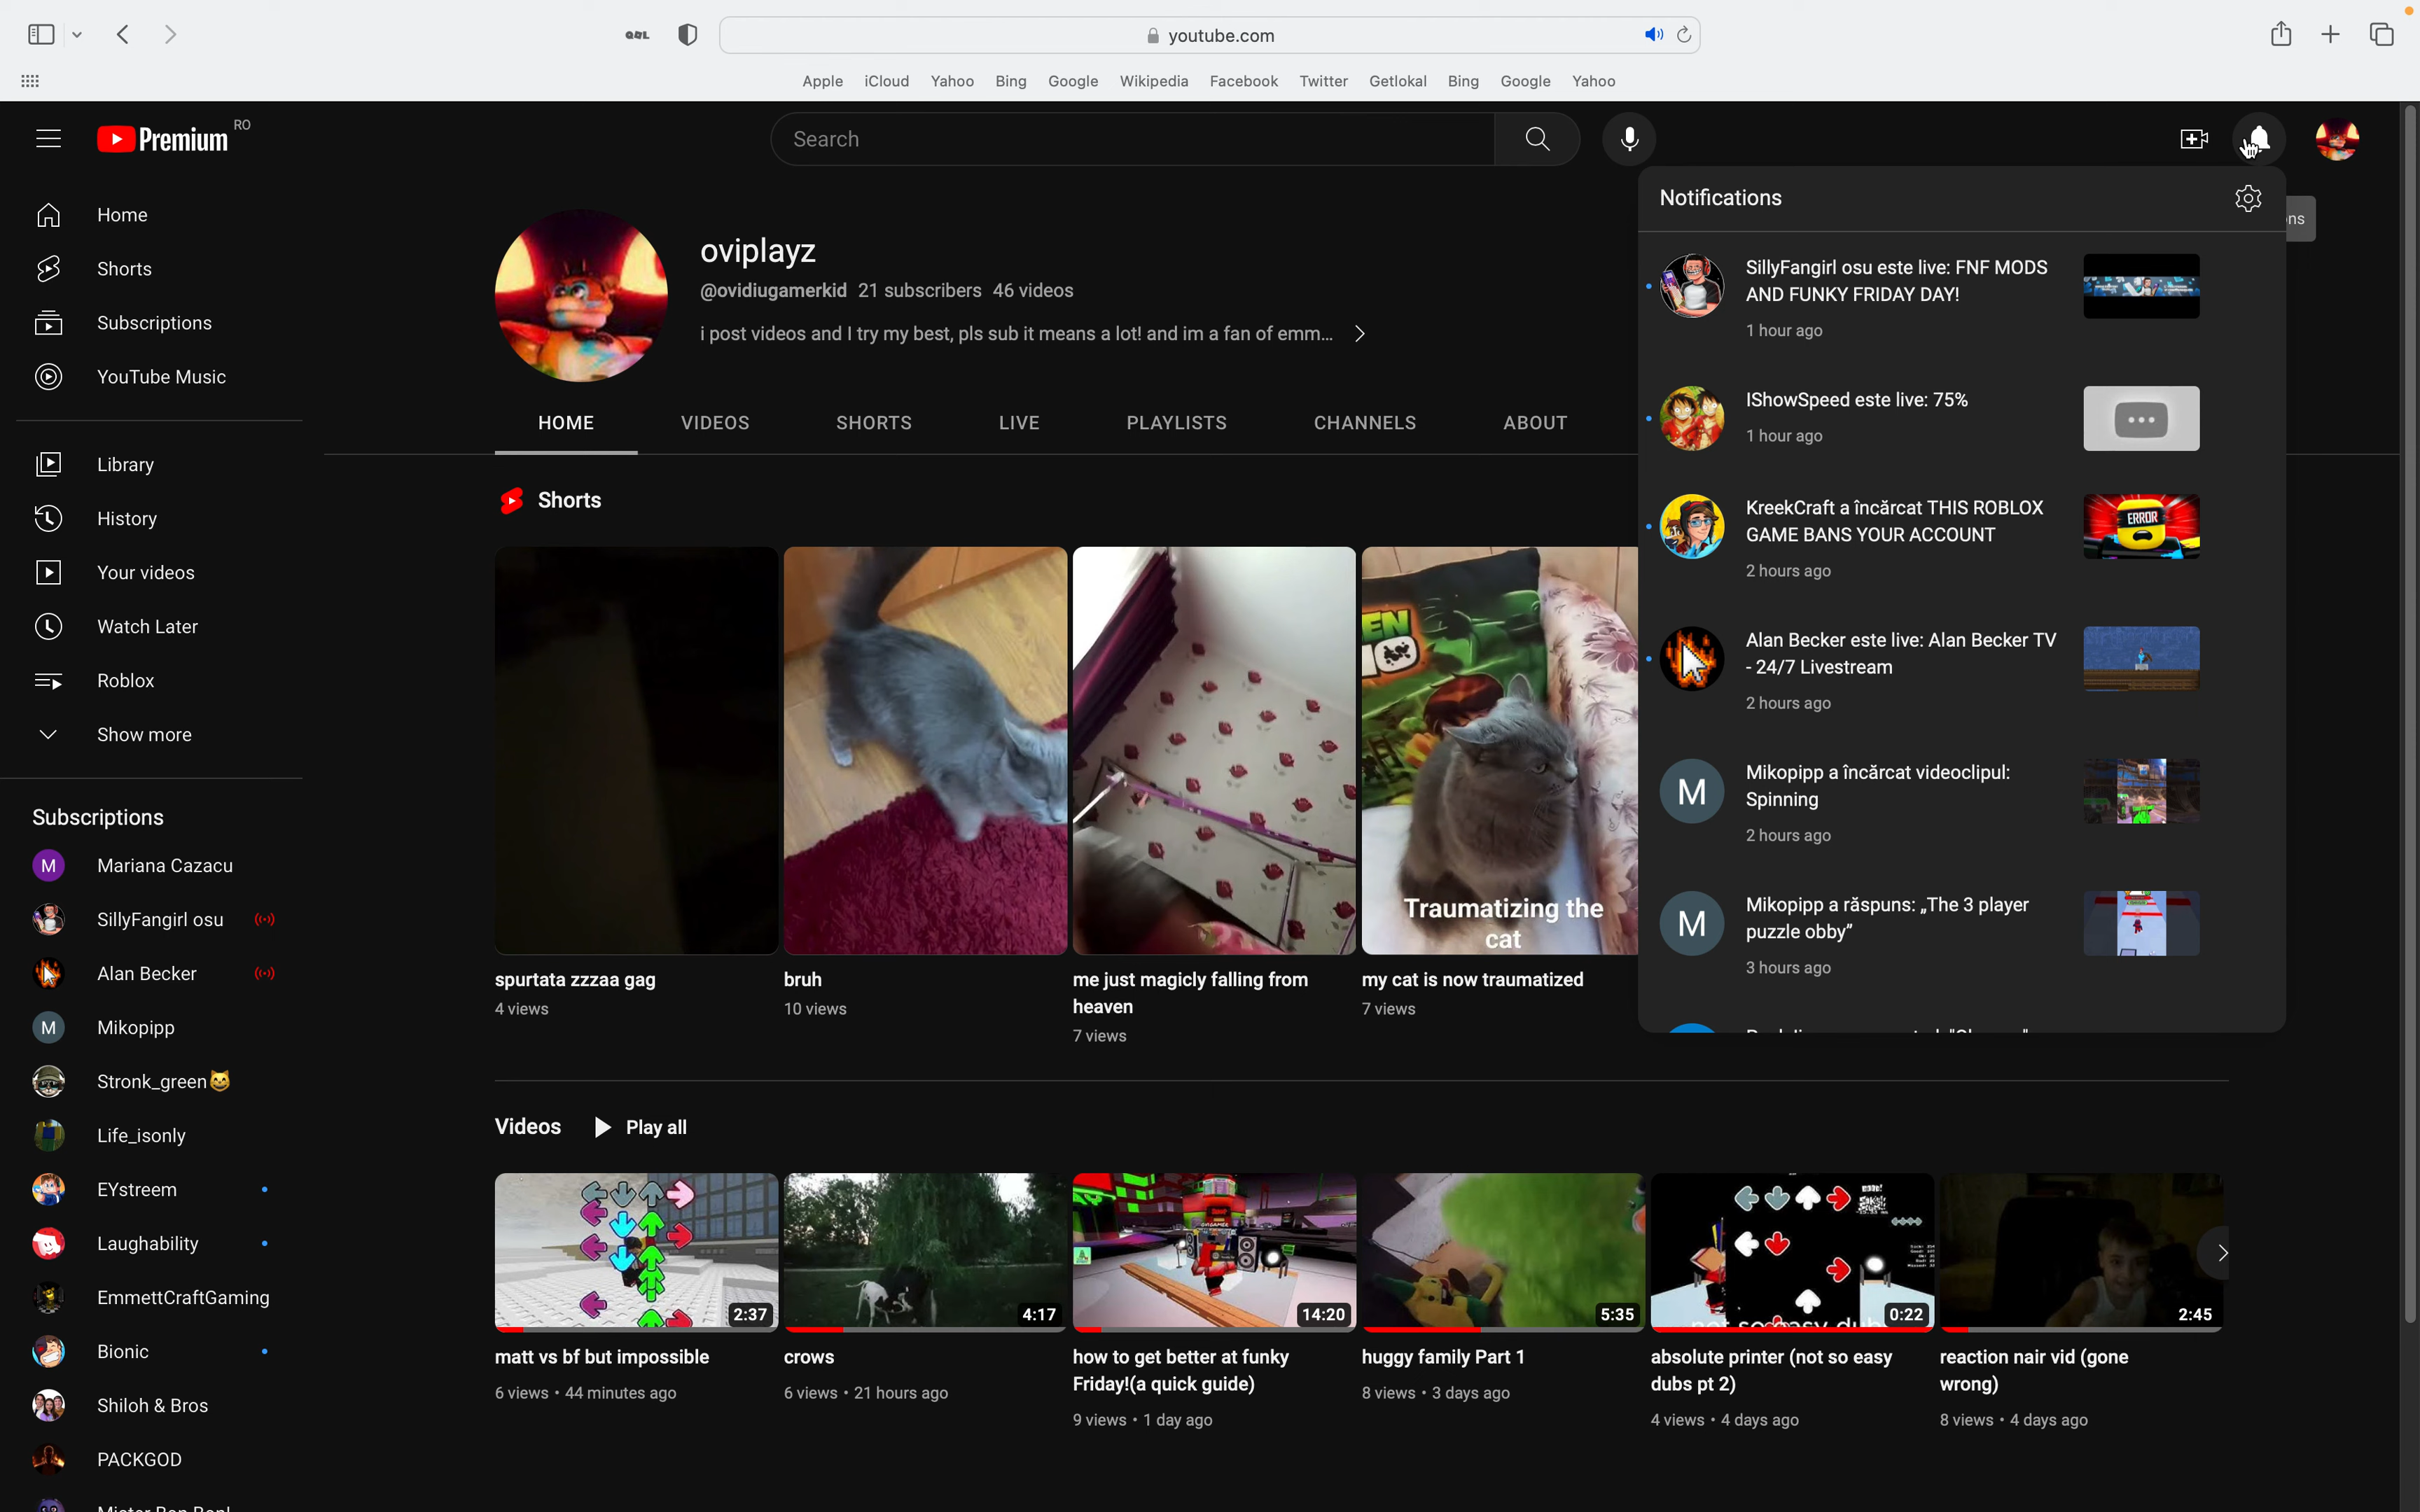 QØL
youtube.com
Apple iCloud Yahoo Bing Google Wikipedia Facebook Twitter Getlokal Bing Google Yahoo
Premium RO
Search
Home
Shorts
Subscriptions
YouTube Music
Library
History
Your videos
Watch Later
Roblox
Show more
Subscriptions
M Mariana Cazacu
SillyFangirl osu
Alan Becker
M Mikopipp
Stronk_green😺
Life_isonly
EYstreem
Laughability
EmmettCraftGaming
Bionic
Shiloh & Bros
PACKGOD
oviplayz
@ovidiugamerkid 21 subscribers 46 videos
i post videos and I try my best, pls sub it means a lot! and im a fan of emm...
HOME VIDEOS SHORTS LIVE PLAYLISTS CHANNELS ABOUT
Shorts
Traumatizing the
cat
spurtata zzzaa gag
4 views
bruh
10 views
me just magicly falling from
heaven
7 views
my cat is now traumatized
7 views
Notifications
ns
SillyFangirl osu este live: FNF MODS
AND FUNKY FRIDAY DAY!
1 hour ago
IShowSpeed este live: 75%
1 hour ago
KreekCraft a încărcat THIS ROBLOX
GAME BANS YOUR ACCOUNT
2 hours ago
ERROR
Alan Becker este live: Alan Becker TV
- 24/7 Livestream
2 hours ago
M
Mikopipp a încărcat videoclipul:
Spinning
2 hours ago
M
Mikopipp a răspuns: „The 3 player
puzzle obby”
3 hours ago
Videos Play all
2:37
matt vs bf but impossible
6 views • 44 minutes ago
4:17
crows
6 views • 21 hours ago
14:20
how to get better at funky
Friday!(a quick guide)
9 views • 1 day ago
5:35
huggy family Part 1
8 views • 3 days ago
0:22
absolute printer (not so easy
dubs pt 2)
4 views • 4 days ago
2:45
reaction nair vid (gone
wrong)
8 views • 4 days ago